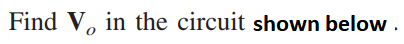 Find V_o in the circuit shown below .